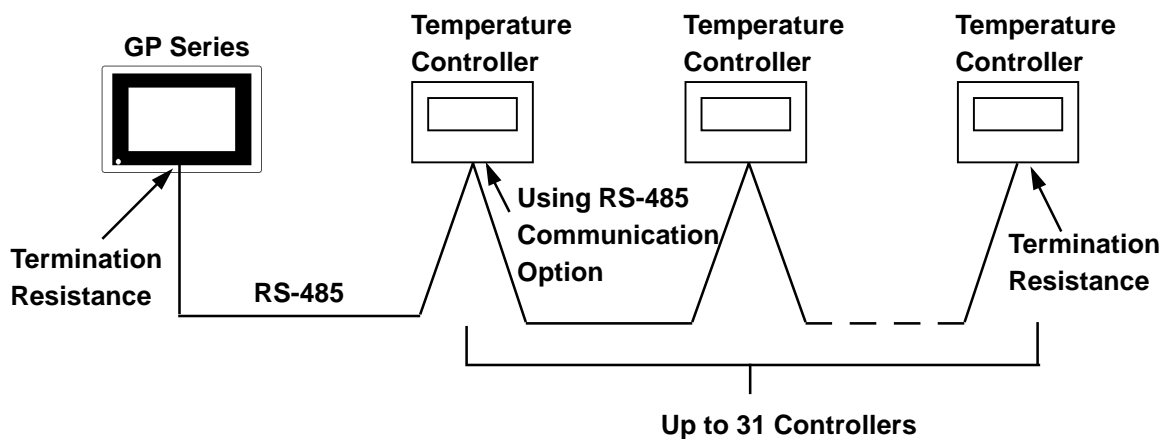 GP Series
Temperature
Controller
Temperature
Controller
Temperature
Controller
Termination
Resistance
RS-485
Using RS-485
Communication
Option
Termination
Resistance
Up to 31 Controllers